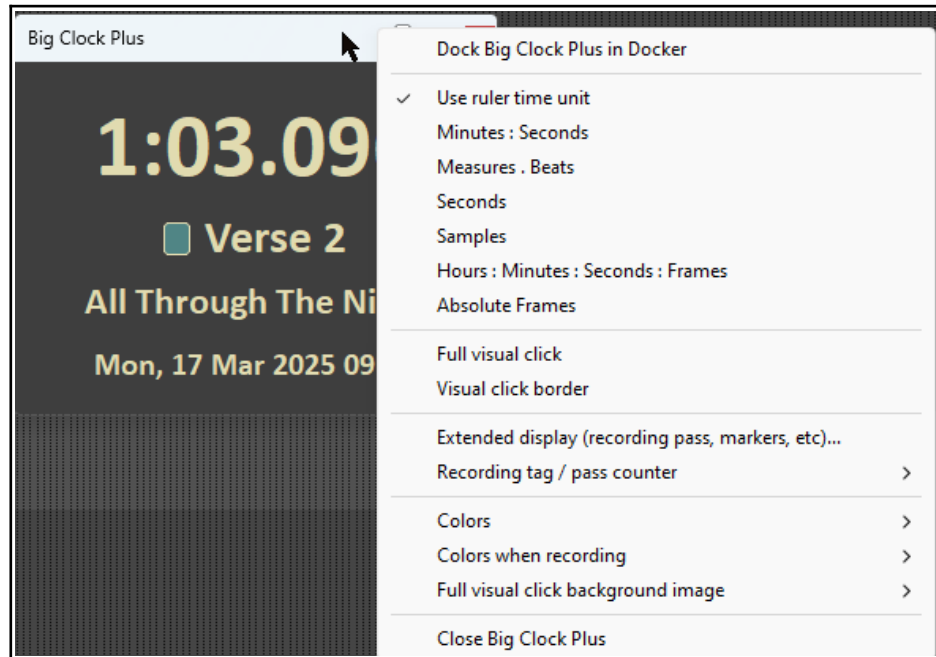 Big Clock Plus
1:03.09
Verse 2
All Through The Ni
Mon, 17 Mar 2025 09
Dock Big Clock Plus in Docker
Use ruler time unit
Minutes : Seconds
Measures . Beats
Seconds
Samples
Hours : Minutes : Seconds : Frames
Absolute Frames
Full visual click
Visual click border
Extended display (recording pass, markers, etc)...
Recording tag / pass counter
Colors
Colors when recording
Full visual click background image
Close Big Clock Plus